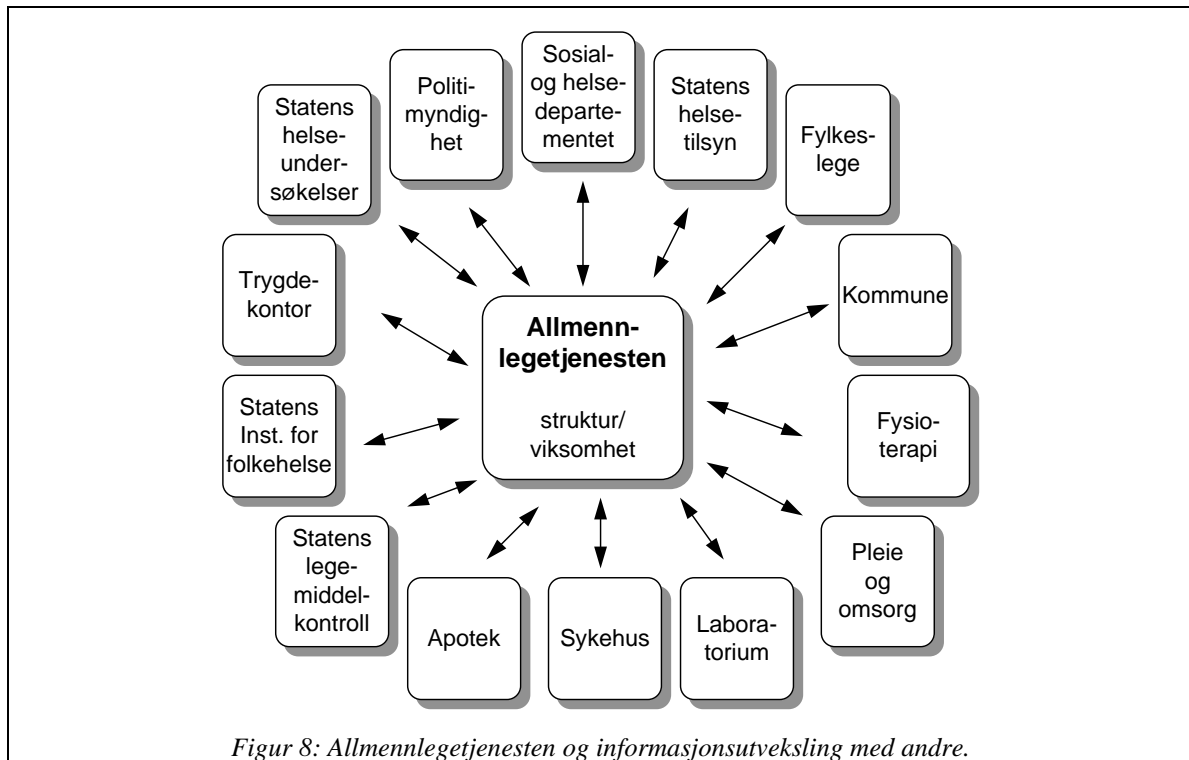 Sosial-
og helse-
departe-
mentet
Politi-
myndig-
het
Statens
helse-
tilsyn
Statens
helse-
under-
søkelser
Fylkes-
lege
Trygde-
kontor
Kommune
Allmenn-
legetjenesten
struktur/
viksomhet
Statens
Inst. for
folkehelse
Fysio-
terapi
Statens
lege-
middel-
kontroll
Pleie
og
omsorg
Apotek
Sykehus
Labora-
torium
Figur 8: Allmennlegetjenesten og informasjonsutveksling med andre.